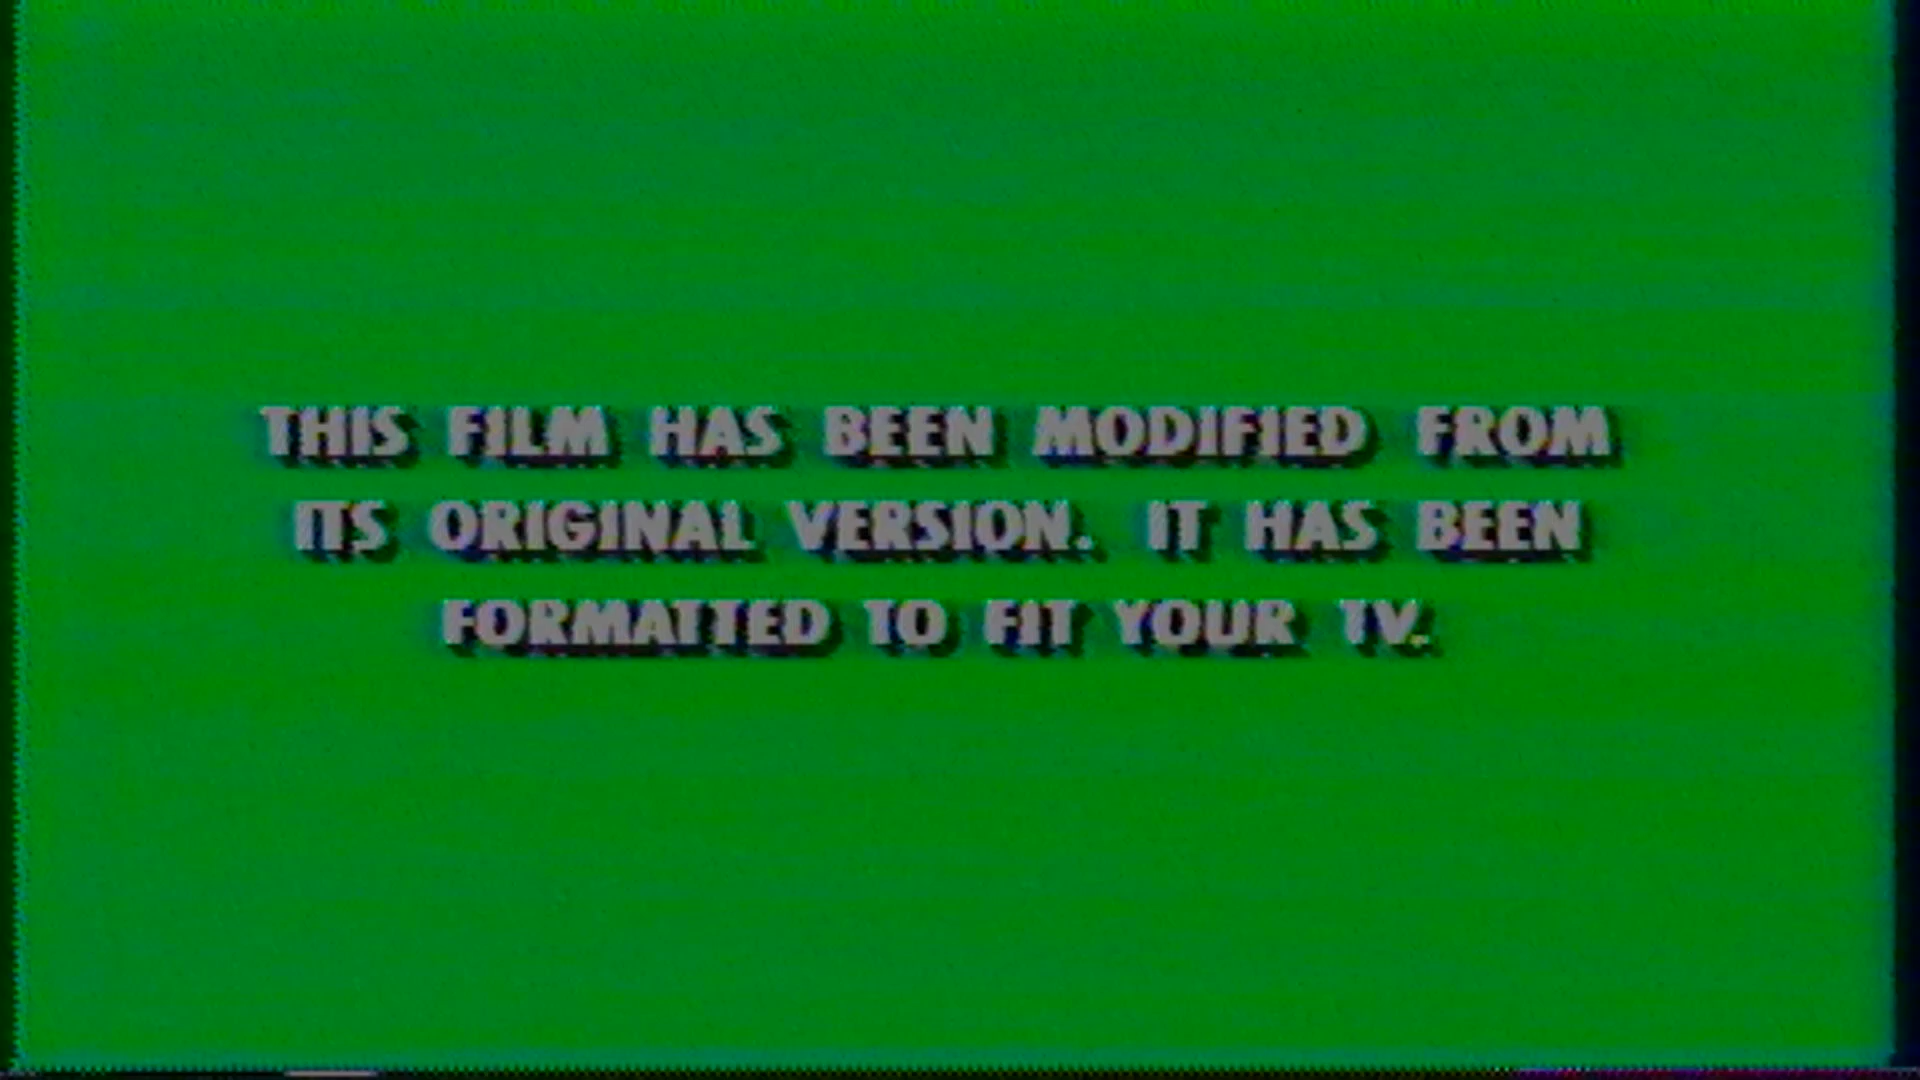 THIS FILM HAS BEEN MODIFIED FROM
ITS ORIGINAL VERSION. IT HAS BEEN
FORMATTED TO FIT YOUR TV.